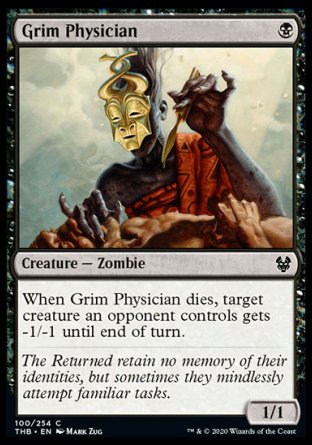 Grim Physician
Creature — Zombie
When Grim Physician dies, target
creature an opponent controls gets
-1/-1 until end of turn.
The Returned retain no memory of their
identities, but sometimes they mindlessly
attempt familiar tasks.
1/1
100/254 C
THB • EN Mark Zug
™ & © 2020 Wizards of the Coast